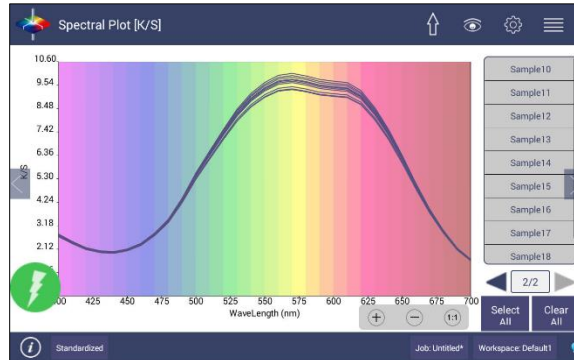 Spectral Plot [K/S]
10.60
9.54
8.48
7.42
6.36
5.30
4.24
3.18
2.12
K/S
425 450 475 500 525 550 575 600 625 650 675 700
WaveLength (nm)
1:1
Sample10
Sample11
Sample12
Sample13
Sample14
Sample15
Sample16
Sample17
Sample18
2/2
Select All
Clear All
Standardized
Job: Untitled*
Workspace: Default1